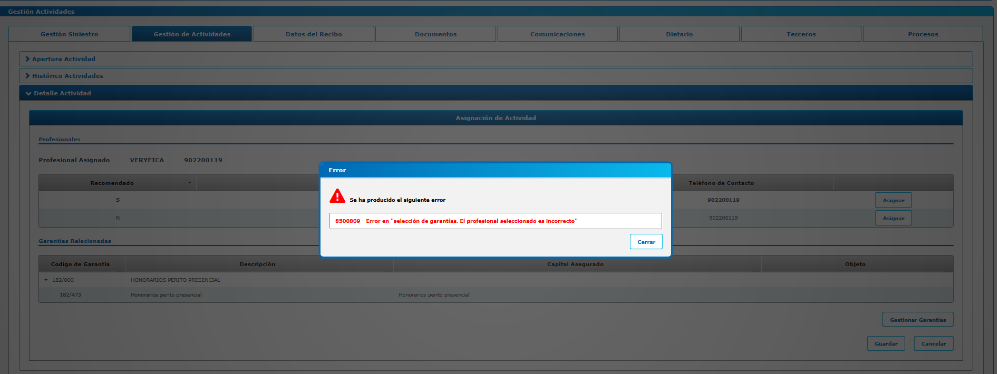 Gestión Actividades
Gestión Siniestro Gestión de Actividades Datos del Recibo Documentos Comunicaciones Dietario Terceros Procesos
Apertura Actividad
Histórico Actividades
Detalle Actividad
Asignación de Actividad
Profesionales
Profesional Asignado VERYFICA 902200119
Recomendado Teléfono de Contacto
S 902200119 Asignar
N 902200119 Asignar
Error
Se ha producido el siguiente error
8500809 - Error en "selección de garantías. El profesional seleccionado es incorrecto"
Cerrar
Garantías Relacionadas
Codigo de Garantia Descripción Capital Asegurado Objeto
182/000 HONORARIOS PERITO PRESENCIAL
182/473 Honorarios perito presencial Honorarios perito presencial
Gestionar Garantías
Guardar Cancelar